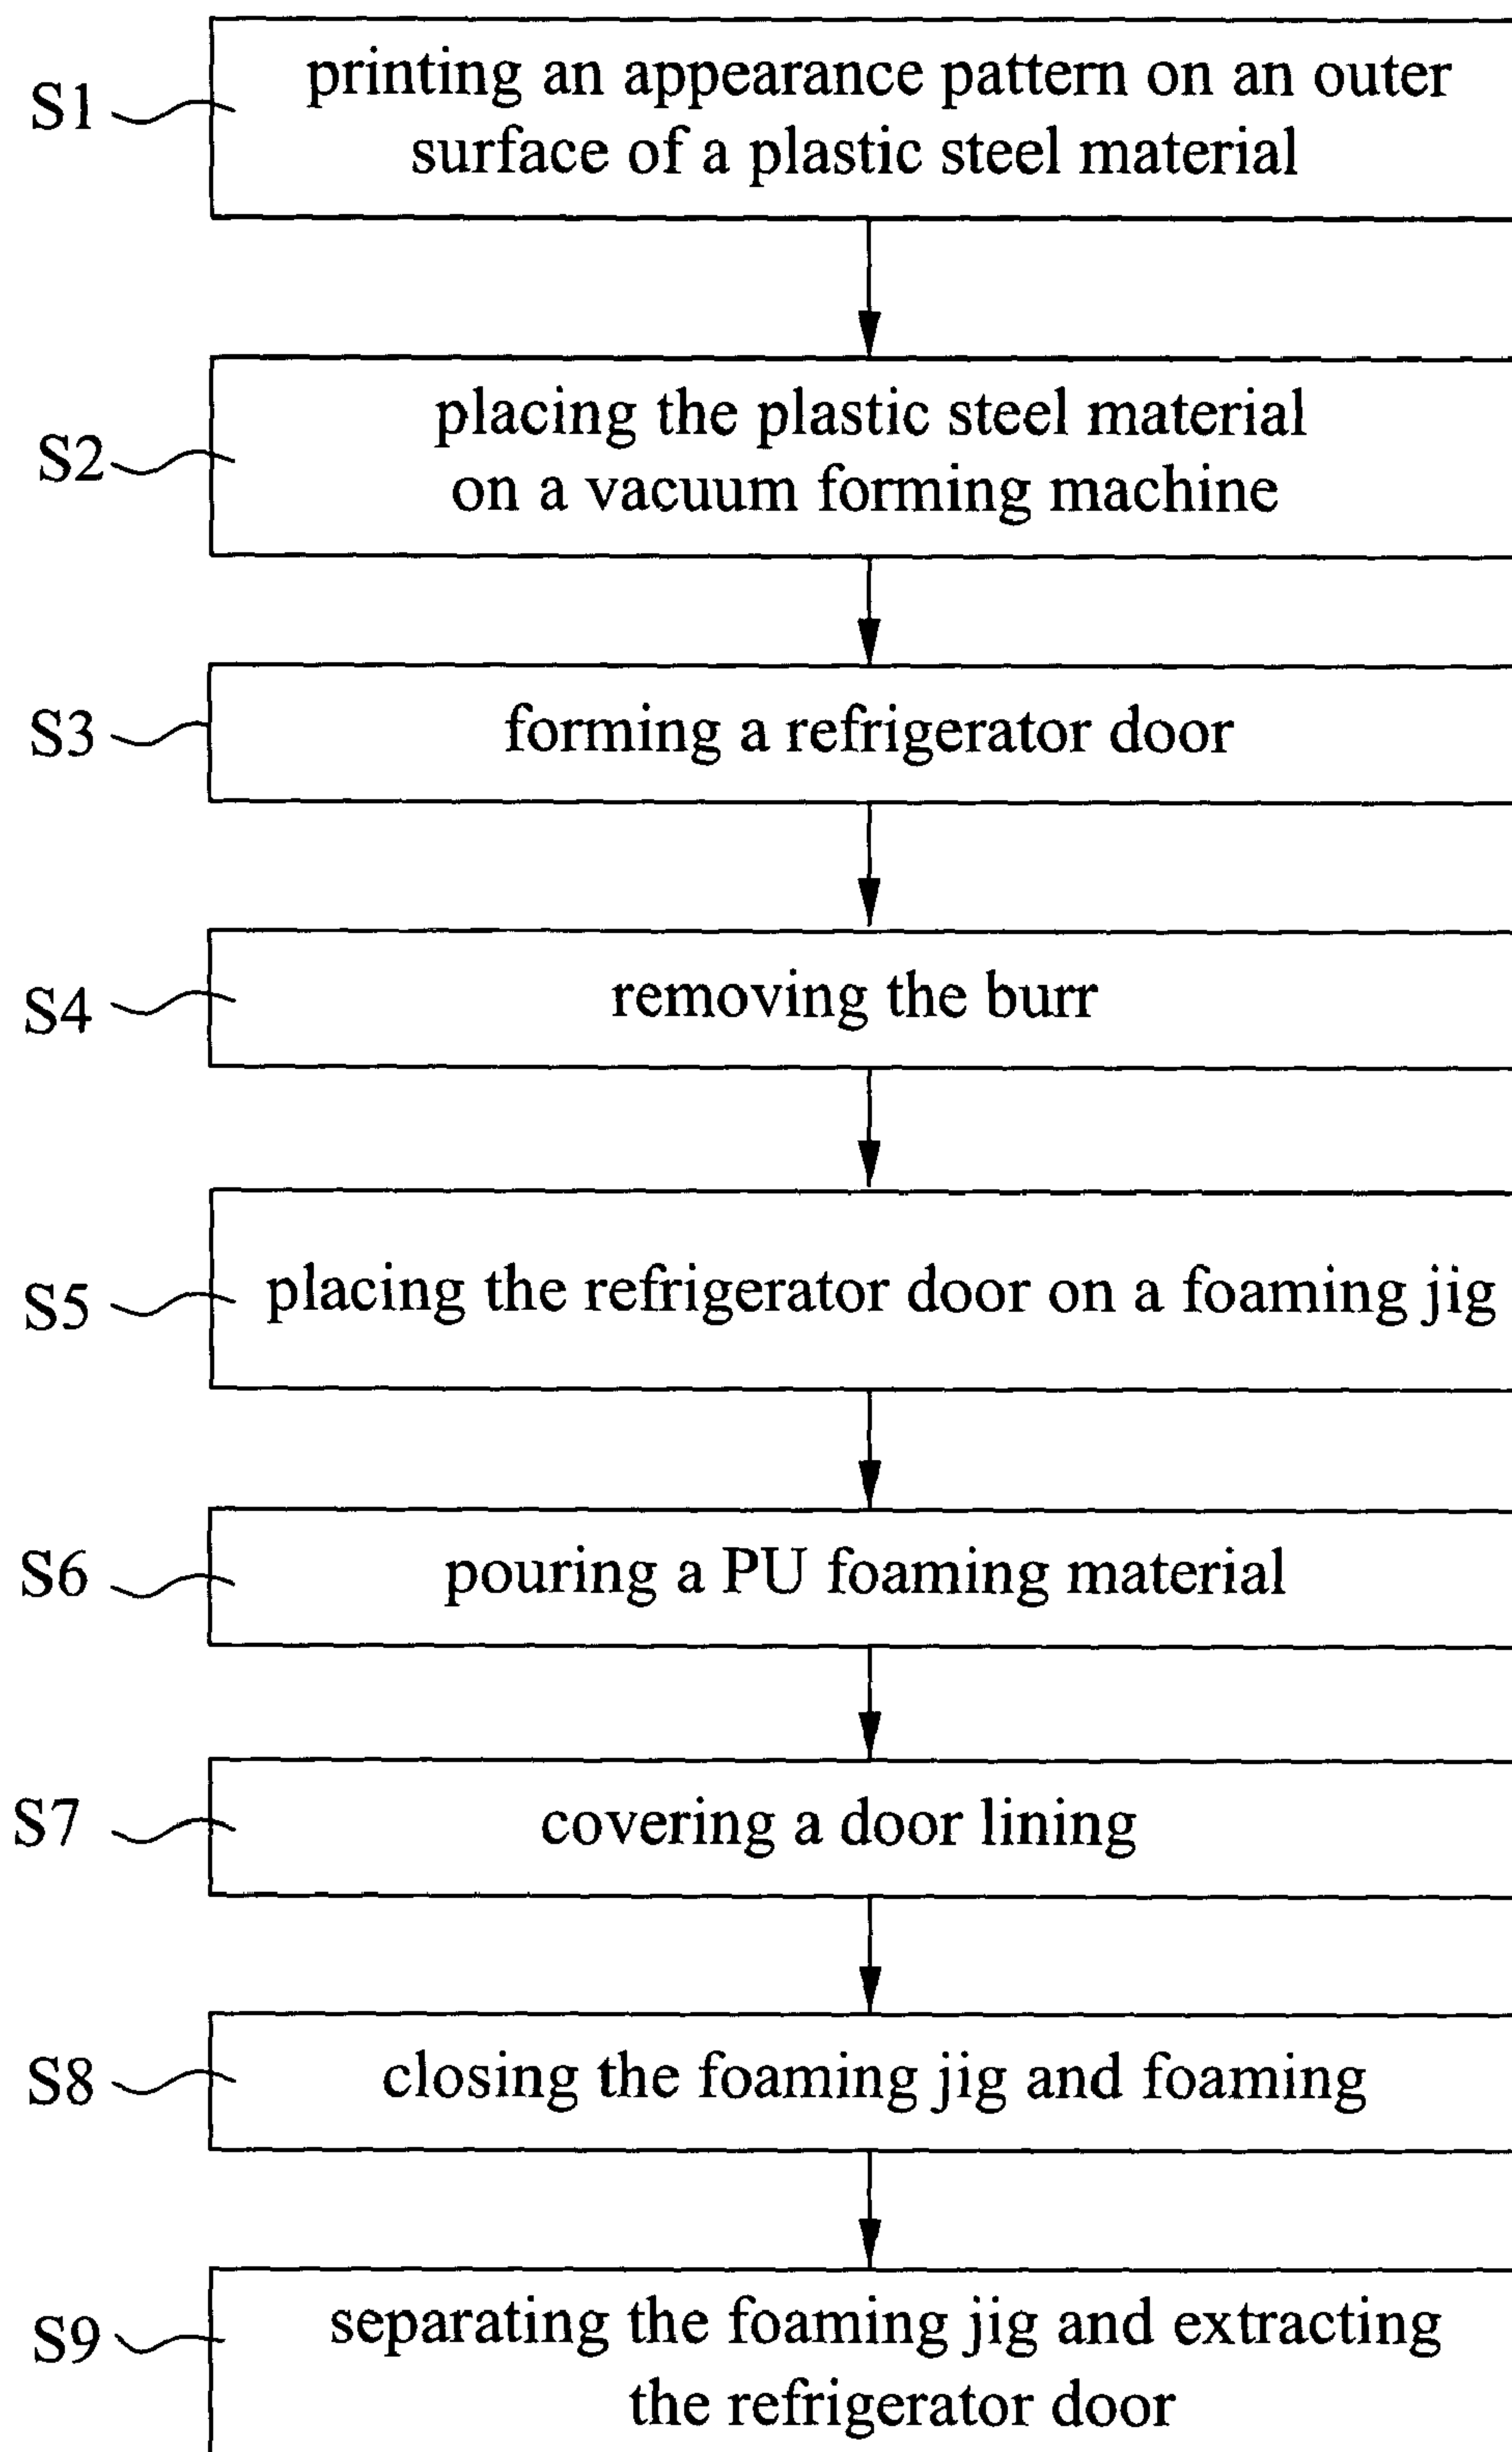 S1
printing an appearance pattern on an outer
surface of a plastic steel material
S2
placing the plastic steel material
on a vacuum forming machine
S3
forming a refrigerator door
S4
removing the burr
S5
placing the refrigerator door on a foaming jig
S6
pouring a PU foaming material
S7
covering a door lining
S8
closing the foaming jig and foaming
S9
separating the foaming jig and extracting
the refrigerator door